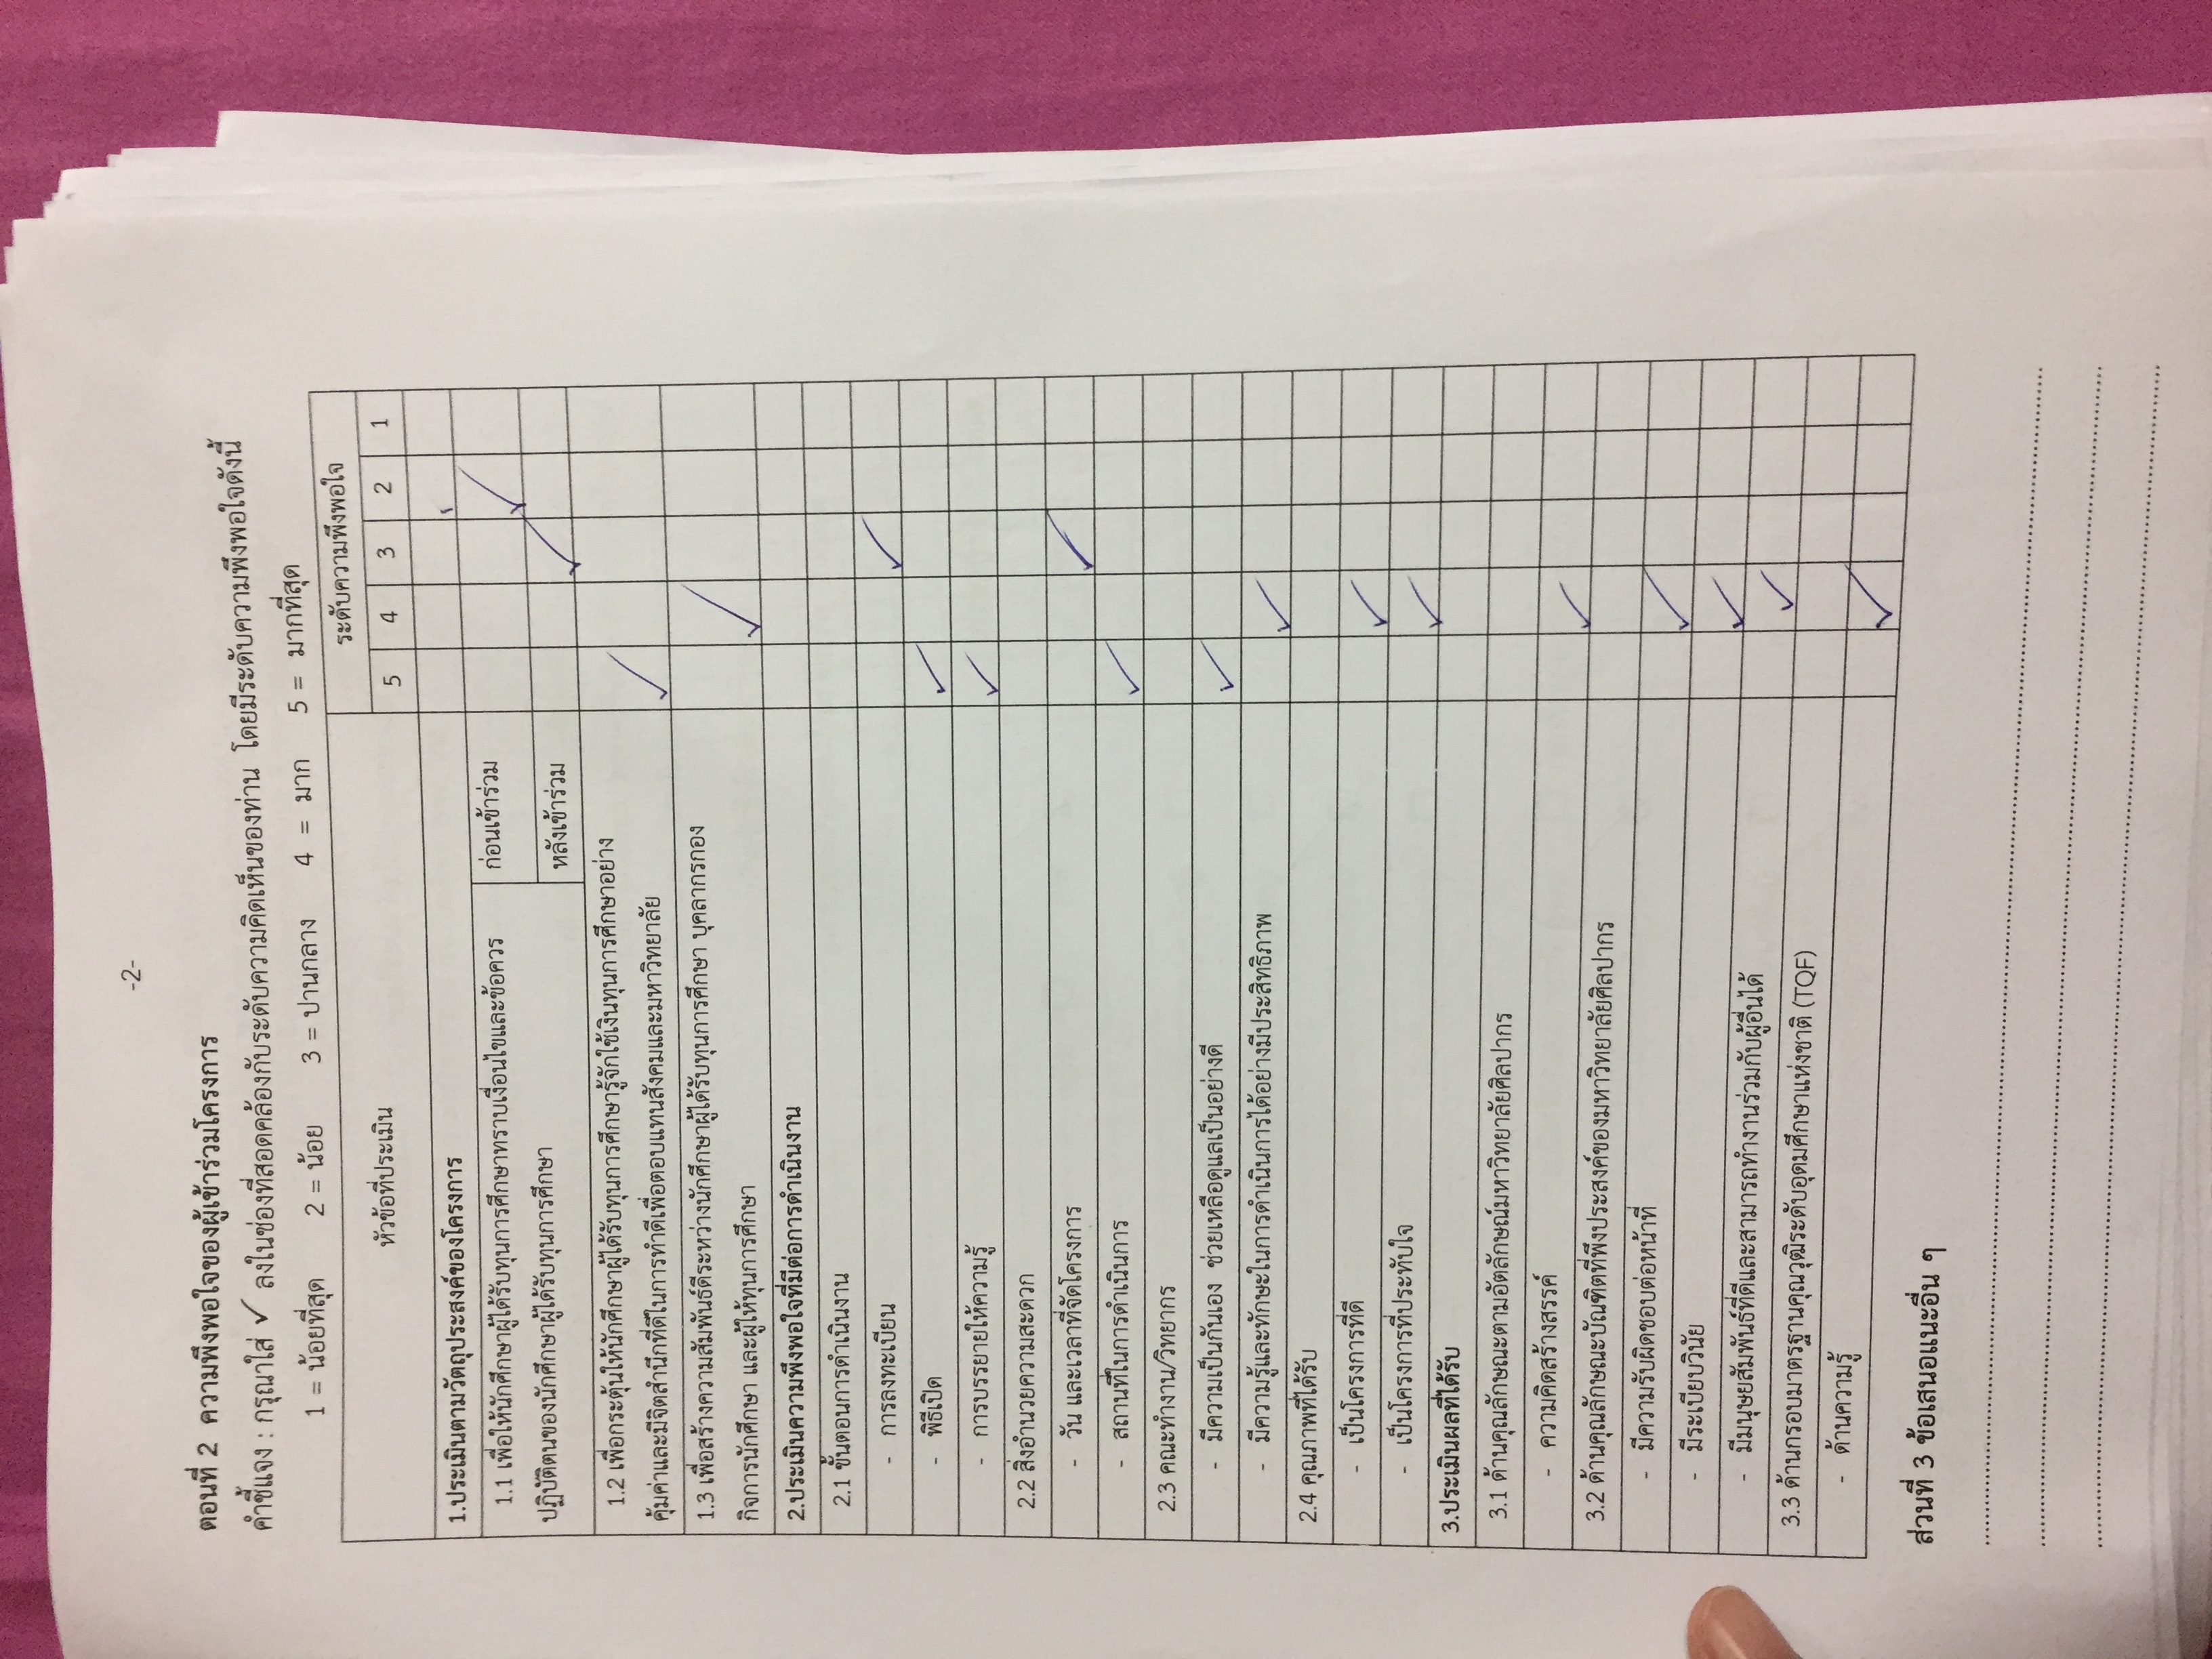 -2-
ตอนที่ 2 ความพึงพอใจของผู้เข้าร่วมโครงการ
คำชี้แจง : กรุณาใส่ ✓ ลงในช่องที่สอดคล้องกับระดับความคิดเห็นของท่าน โดยมีระดับความพึงพอใจดังนี้
1 = น้อยที่สุด 2 = น้อย 3 = ปานกลาง 4 = มาก 5 = มากที่สุด
หัวข้อที่ประเมิน ระดับความพึงพอใจ
5 4 3 2 1
1.ประเมินตามวัตถุประสงค์ของโครงการ
1.1 เพื่อให้นักศึกษาผู้ได้รับทุนการศึกษาทราบเงื่อนไขและข้อควร ก่อนเข้าร่วม ✓
ปฏิบัติตนของนักศึกษาผู้ได้รับทุนการศึกษา หลังเข้าร่วม ✓
1.2 เพื่อกระตุ้นให้นักศึกษาผู้ได้รับทุนการศึกษารู้จักใช้เงินทุนการศึกษาอย่าง
คุ้มค่าและมีจิตสำนึกที่ดีในการทำดีเพื่อตอบแทนสังคมและมหาวิทยาลัย ✓
1.3 เพื่อสร้างความสัมพันธ์ดีระหว่างนักศึกษาผู้ได้รับทุนการศึกษา บุคลากรกอง
กิจการนักศึกษา และผู้ให้ทุนการศึกษา ✓
2.ประเมินความพึงพอใจที่มีต่อการดำเนินงาน
2.1 ขั้นตอนการดำเนินงาน
- การลงทะเบียน ✓
- พิธีเปิด ✓
- การบรรยายให้ความรู้ ✓
2.2 สิ่งอำนวยความสะดวก
- วัน และเวลาที่จัดโครงการ ✓
- สถานที่ในการดำเนินการ ✓
2.3 คณะทำงาน/วิทยากร
- มีความเป็นกันเอง ช่วยเหลือดูแลเป็นอย่างดี ✓
- มีความรู้และทักษะในการดำเนินการได้อย่างมีประสิทธิภาพ ✓
2.4 คุณภาพที่ได้รับ
- เป็นโครงการที่ดี ✓
- เป็นโครงการที่ประทับใจ ✓
3.ประเมินผลที่ได้รับ
3.1 ด้านคุณลักษณะตามอัตลักษณ์มหาวิทยาลัยศิลปากร
- ความคิดสร้างสรรค์ ✓
3.2 ด้านคุณลักษณะบัณฑิตที่พึงประสงค์ของมหาวิทยาลัยศิลปากร
- มีความรับผิดชอบต่อหน้าที่ ✓
- มีระเบียบวินัย ✓
- มีมนุษยสัมพันธ์ที่ดีและสามารถทำงานร่วมกับผู้อื่นได้ ✓
3.3 ด้านกรอบมาตรฐานคุณวุฒิระดับอุดมศึกษาแห่งชาติ (TQF)
- ด้านความรู้ ✓
ส่วนที่ 3 ข้อเสนอแนะอื่น ๆ